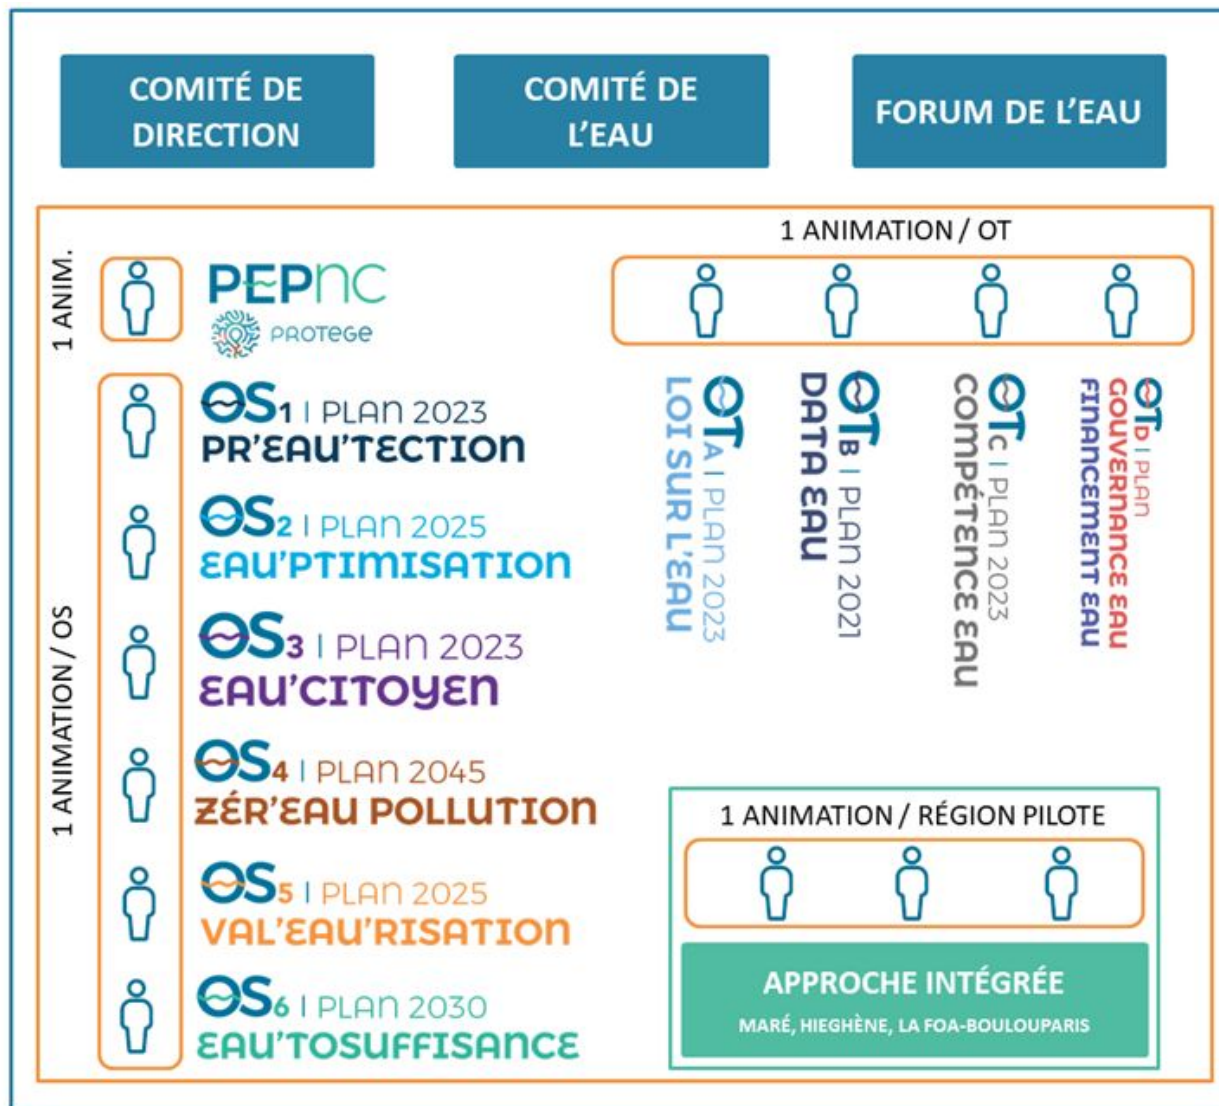 COMITÉ DE
DIRECTION
COMITÉ DE
L'EAU
FORUM DE L'EAU
1 ANIM.
PEPNC
PROTEGE
1 ANIMATION / OT
1 ANIMATION / OS
OS1 | PLAN 2023
PR'EAU'TECTION
OS2 | PLAN 2025
EAU'PTIMISATION
OS3 | PLAN 2023
EAU'CITOYEN
OS4 | PLAN 2045
ZÉR'EAU POLLUTION
OS5 | PLAN 2025
VAL'EAU'RISATION
OS6 | PLAN 2030
EAU'TOSUFFISANCE
OTA | PLAN 2023
LOI SUR L'EAU
OTB | PLAN 2021
DATA EAU
OTC | PLAN 2023
COMPÉTENCE EAU
OTD | PLAN
GOUVERNANCE EAU
FINANCEMENT EAU
1 ANIMATION / RÉGION PILOTE
APPROCHE INTÉGRÉE
MARÉ, HIEGHÈNE, LA FOA-BOULOUPARIS